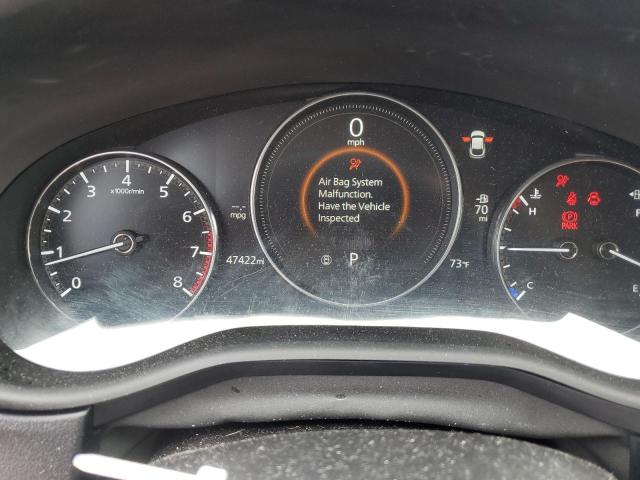 0
mph
Air Bag System
Malfunction.
Have the Vehicle
Inspected
P
0 1 2 3 4 5 6 7 8
x1000r/min
--.-
mpg
47422mi
70
mi
73°F
H
C
PARK
F
E